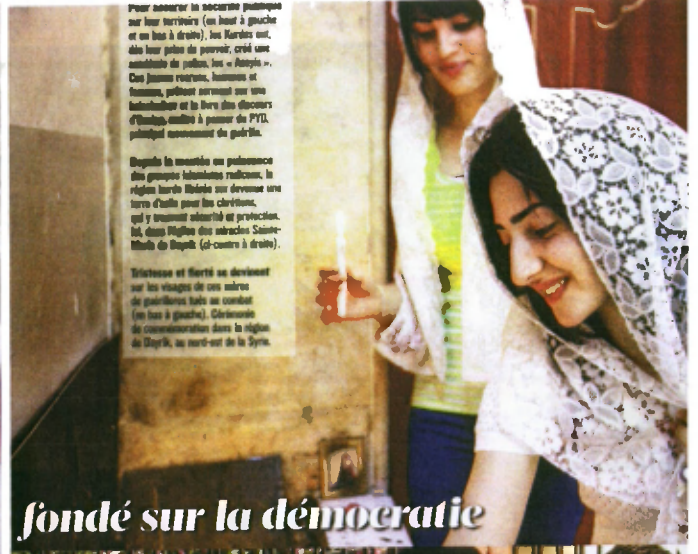 Pour assurer la sécurité publique
sur leur territoire (en haut à gauche
et en bas à droite), les Kurdes ont,
dès leur prise de pouvoir, créé une
académie de police, les « Asayis ».
Ces jeunes recrues, hommes et
femmes, prêtent serment sur une
et le livre des discours
à penser du PYD,
principal mouvement de guérilla.
Depuis la montée en puissance
des groupes islamistes radicaux, la
région kurde libérée est devenue une
terre d'asile pour les chrétiens,
qui y trouvent sécurité et protection.
Ici, dans l'église des miracles Sainte-
Marie de Dayrik (ci-contre à droite).
Tristesse et fierté se devinent
sur les visages de ces mères
de guérilleros tués au combat
(en bas à gauche). Cérémonie
de commémoration dans la région
de Dayrik, au nord-est de la Syrie.
fondé sur la démocratie